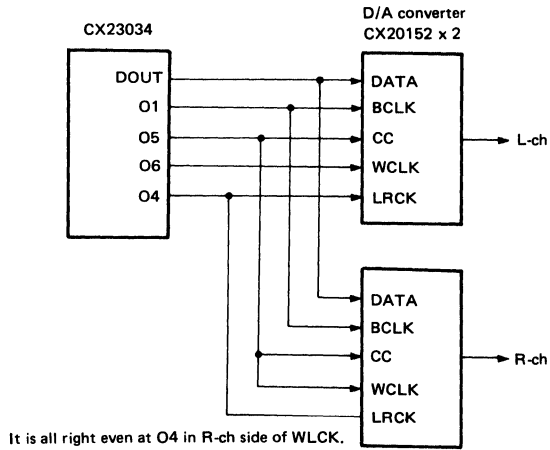 D/A converter
CX20152 x 2
CX23034
DOUT
O1
O5
O6
O4
DATA
BCLK
CC
WCLK
LRCK
L-ch
DATA
BCLK
CC
WCLK
LRCK
R-ch
It is all right even at O4 in R-ch side of WLCK.